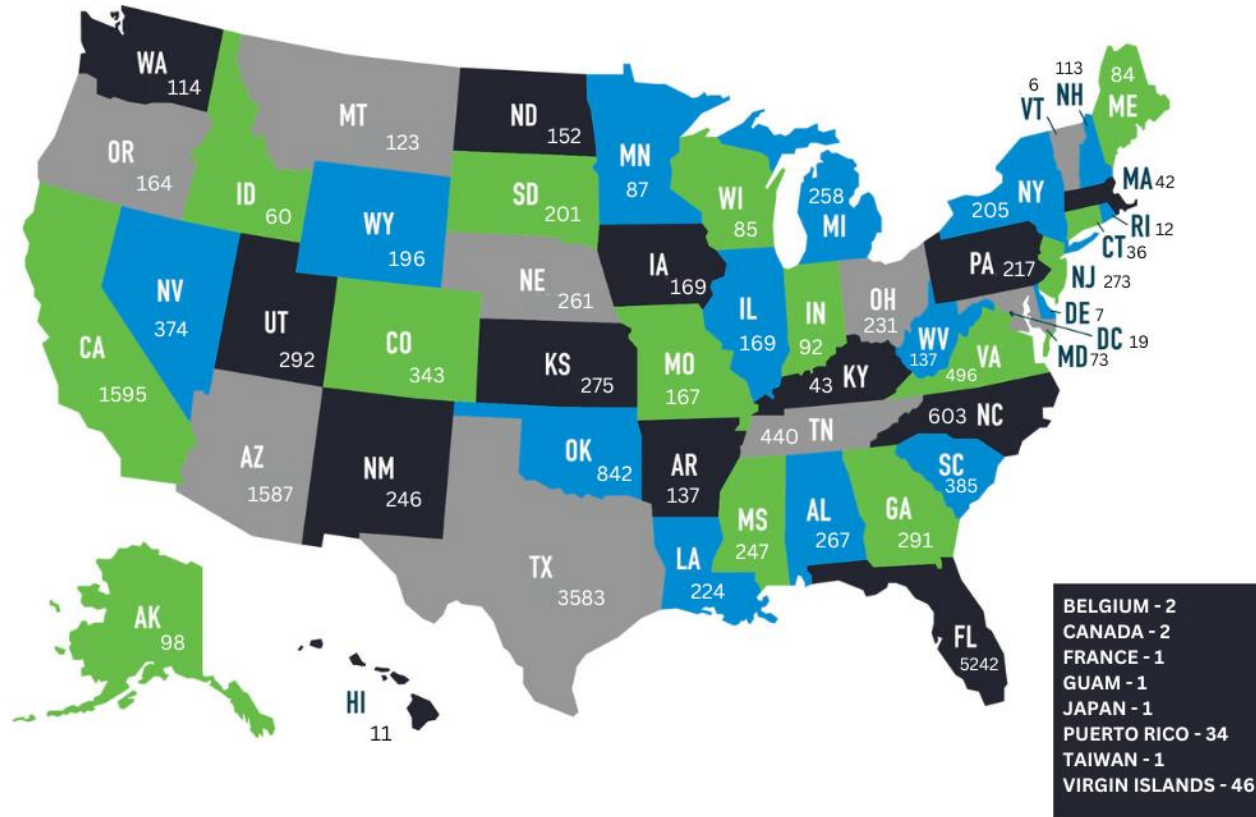 WA
114
OR
164
CA
1595
NV
374
ID
60
MT
123
WY
196
UT
292
CO
343
AZ
1587
NM
246
ND
152
SD
201
NE
261
KS
275
OK
842
TX
3583
MN
87
IA
169
MO
167
AR
137
LA
224
WI
85
IL
169
258
MI
IN
92
OH
231
43 KY
440 TN
MS
247
AL
267
GA
291
FL
5242
SC
385
603 NC
496 VA
WV
137
PA 217
NY
205
6
VT
113
NH
84
ME
MA 42
RI 12
CT 36
NJ 273
DE 7
DC 19
MD 73
AK
98
HI
11
BELGIUM - 2
CANADA - 2
FRANCE - 1
GUAM - 1
JAPAN - 1
PUERTO RICO - 34
TAIWAN - 1
VIRGIN ISLANDS - 46